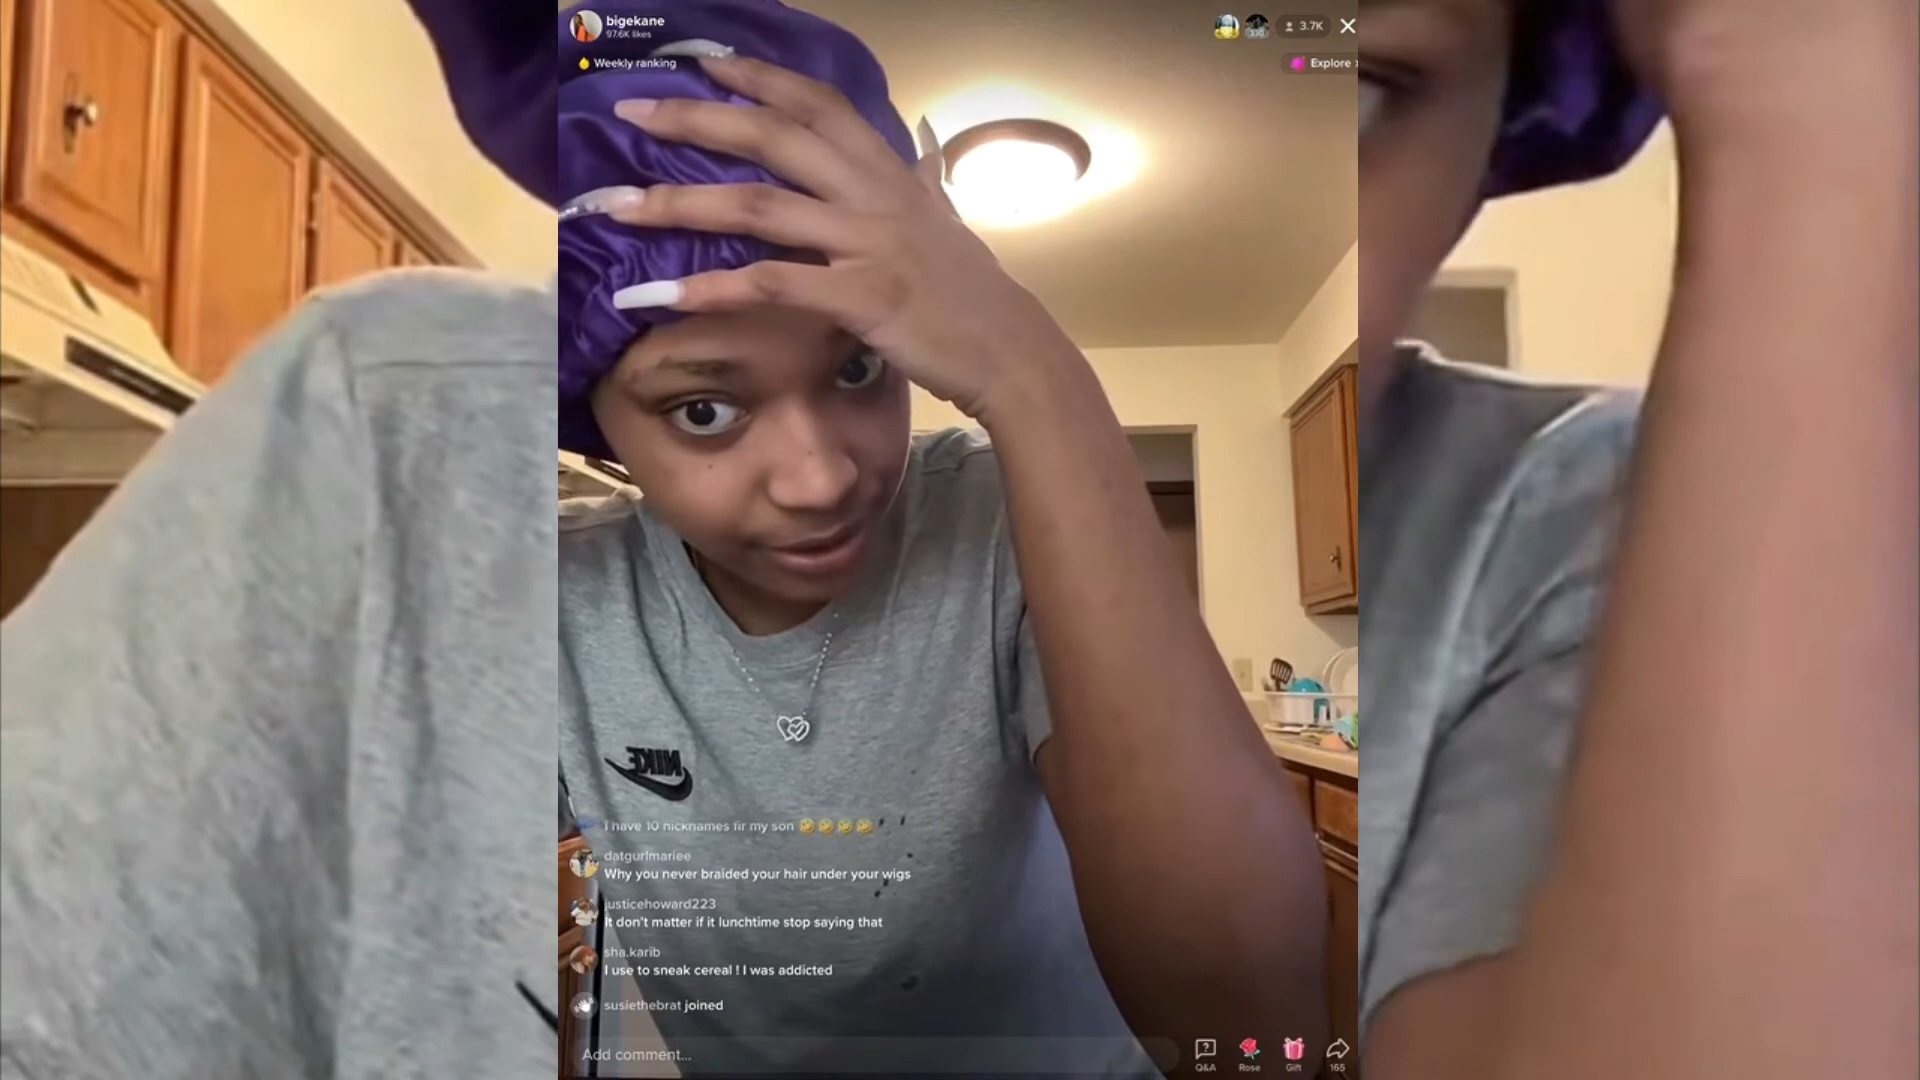 bigekane
97.6K likes
3.7K
Weekly ranking
Explore
NIKE
I have 10 nicknames fir my son 🤣🤣🤣🤣
datgurlmariee
Why you never braided your hair under your wigs
justicehoward223
It don't matter if it lunchtime stop saying that
sha.karib
I use to sneak cereal ! I was addicted
susiethebrat joined
Add comment...
Q&A
Rose
Gift
165